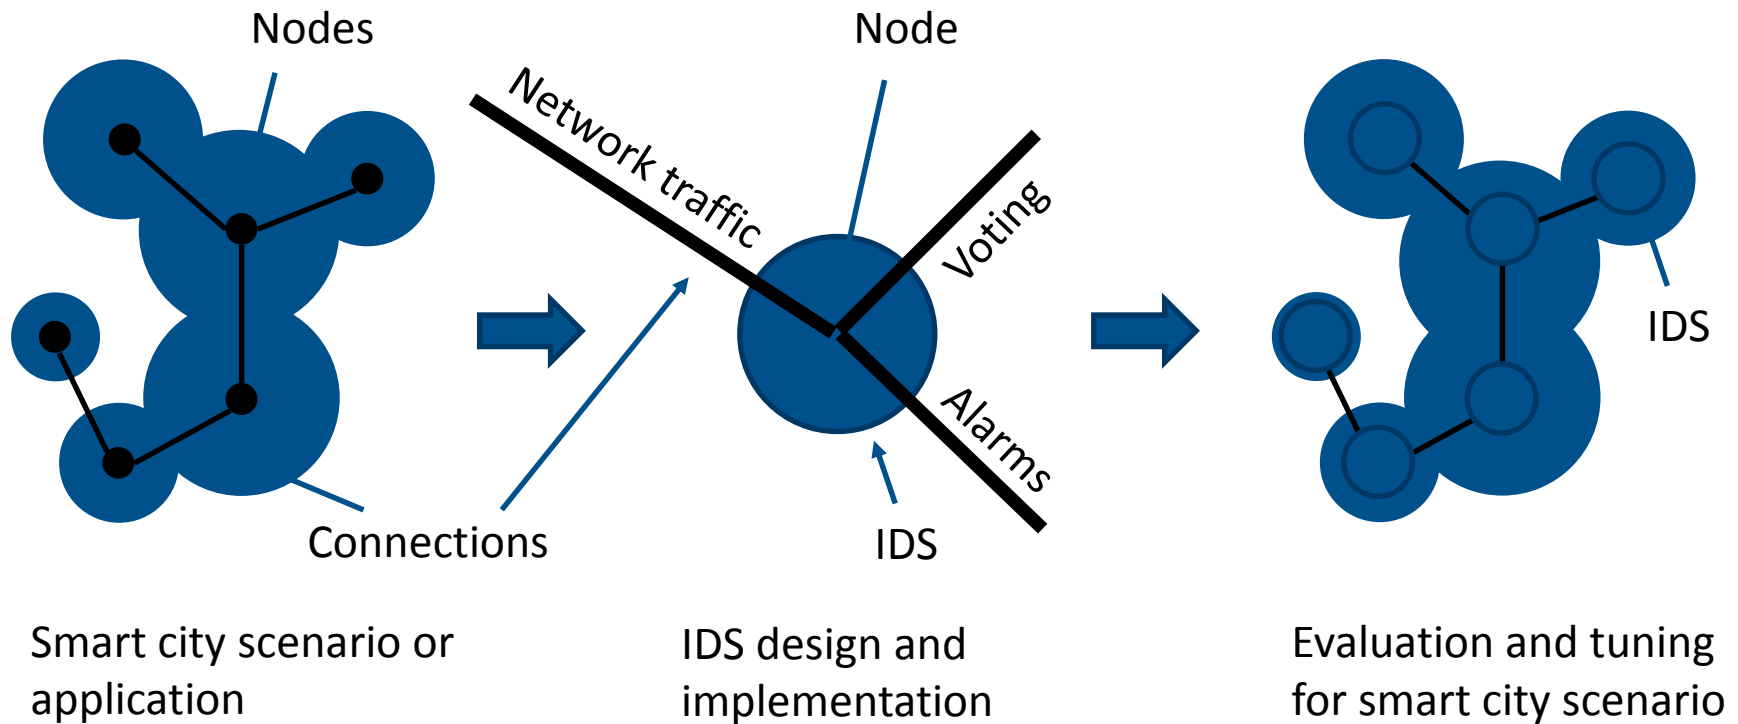 Nodes
Node
Network traffic
Voting
Alarms
IDS
Connections
IDS
Smart city scenario or
application
IDS design and
implementation
Evaluation and tuning
for smart city scenario